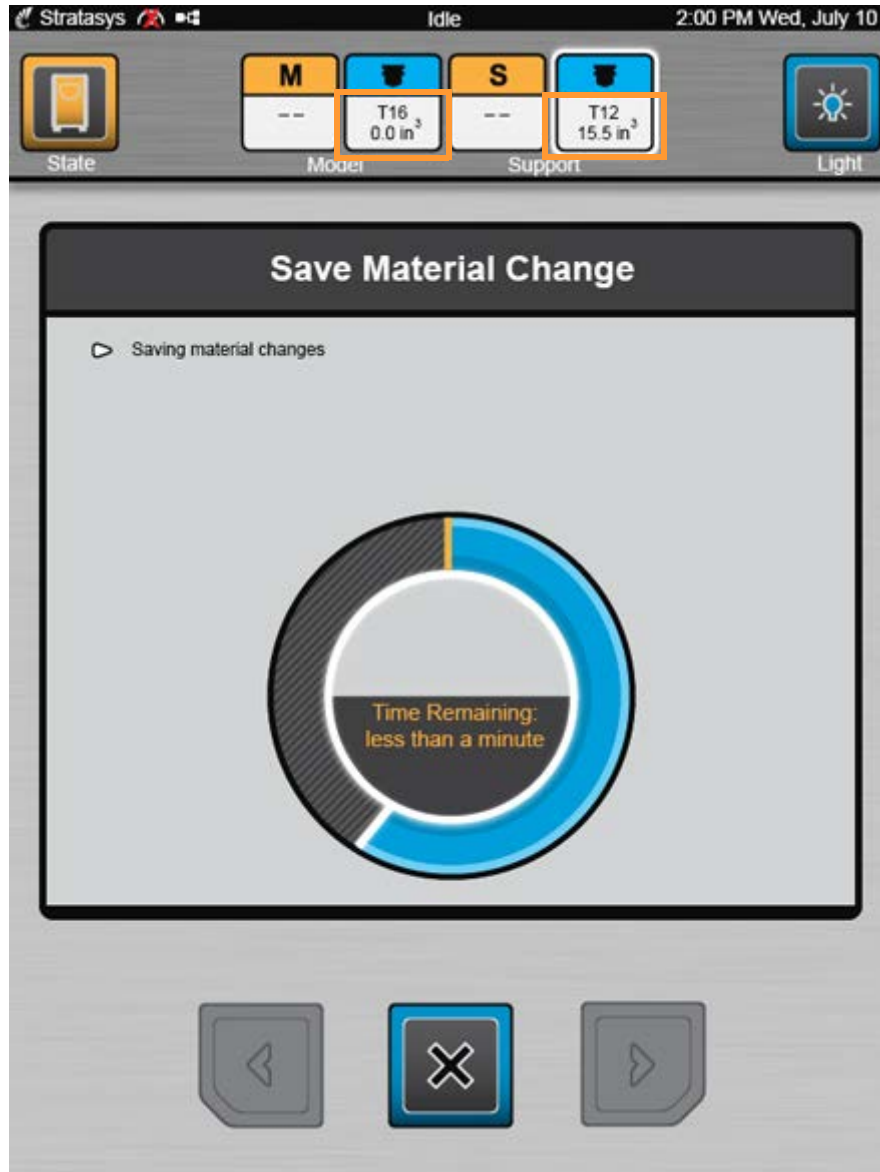 Stratasys Idle 2:00 PM Wed, July 10
M S
-- T16 -- T12
0.0 in³ 15.5 in³
State Model Support Light
Save Material Change
Saving material changes
Time Remaining:
less than a minute